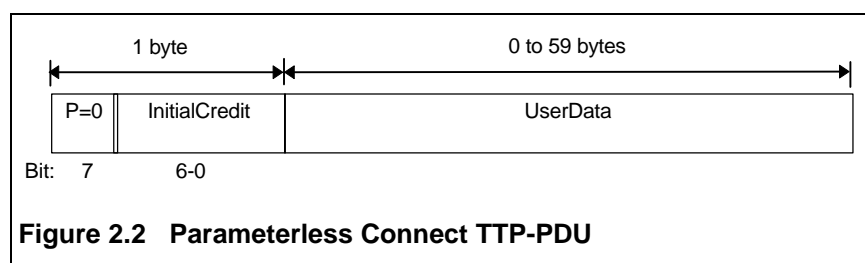 1 byte 0 to 59 bytes
P=0 InitialCredit UserData
Bit: 7 6-0
Figure 2.2 Parameterless Connect TTP-PDU